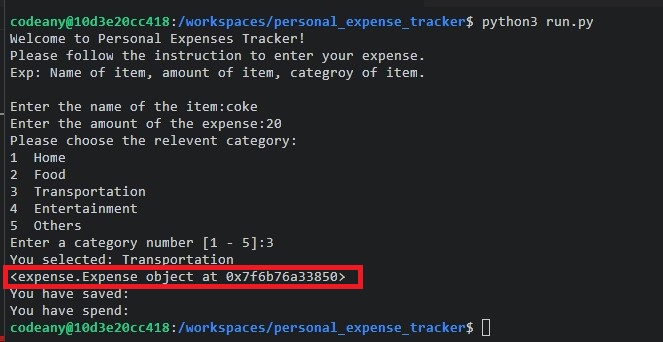 codeany@10d3e20cc418:/workspaces/personal_expense_tracker$ python3 run.py
Welcome to Personal Expenses Tracker!
Please follow the instruction to enter your expense.
Exp: Name of item, amount of item, categroy of item.
Enter the name of the item:coke
Enter the amount of the expense:20
Please choose the relevent category:
1  Home
2  Food
3  Transportation
4  Entertainment
5  Others
Enter a category number [1 - 5]:3
You selected: Transportation
<expense.Expense object at 0x7f6b76a33850>
You have saved:
You have spend:
codeany@10d3e20cc418:/workspaces/personal_expense_tracker$